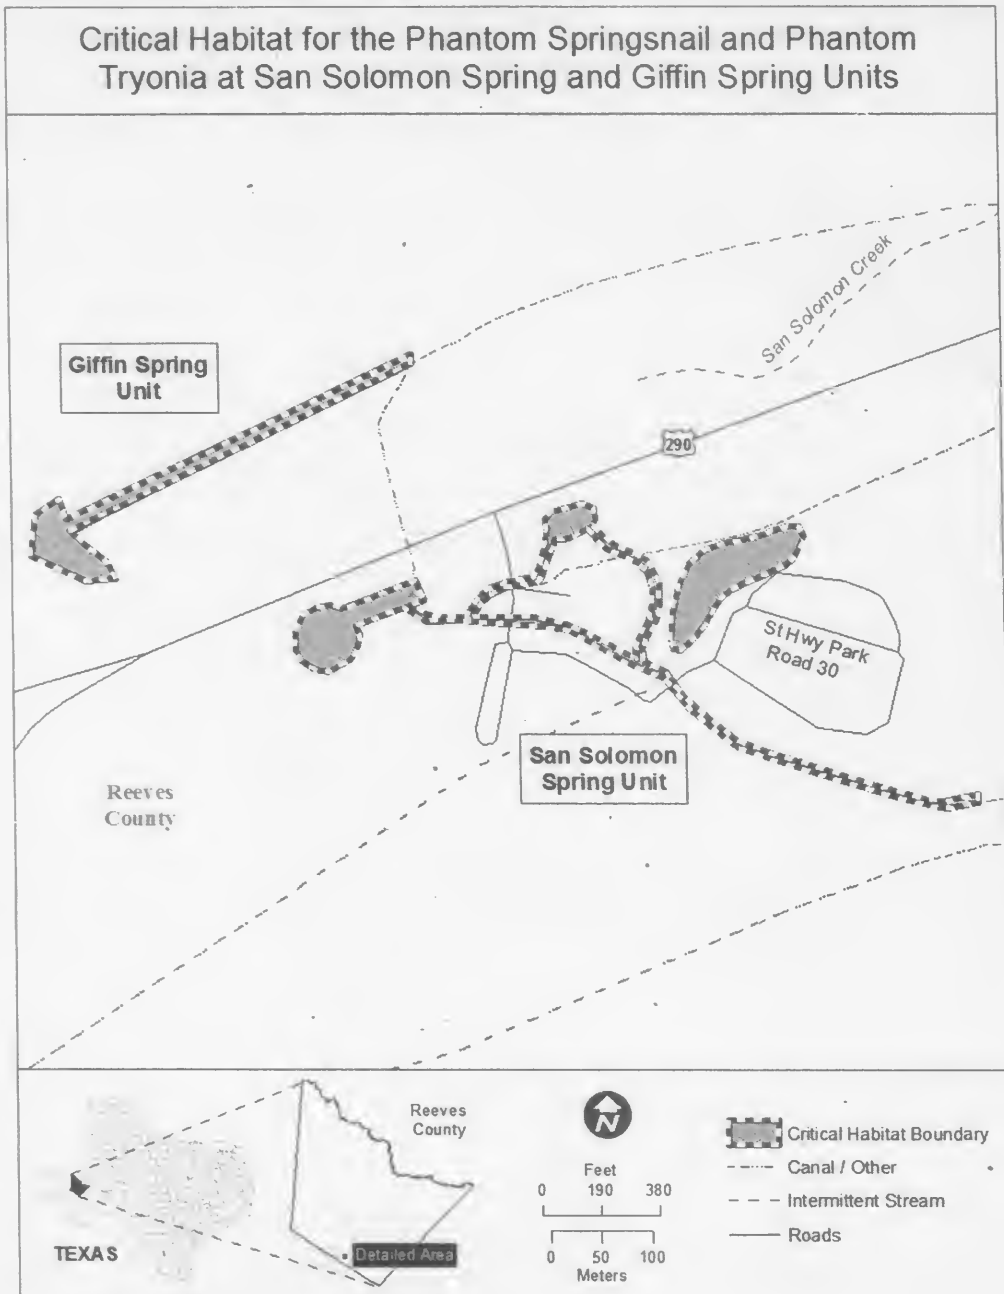 Critical Habitat for the Phantom Springsnail and Phantom
Tryonia at San Solomon Spring and Giffin Spring Units
San Solomon Creek
Giffin Spring
Unit
290
St Hwy Park
Road 30
San Solomon
Spring Unit
Reeves
County
Reeves
County
TEXAS
Detailed Area
N
Feet
0 190 380
0 50 100
Meters
Critical Habitat Boundary
Canal / Other
Intermittent Stream
Roads